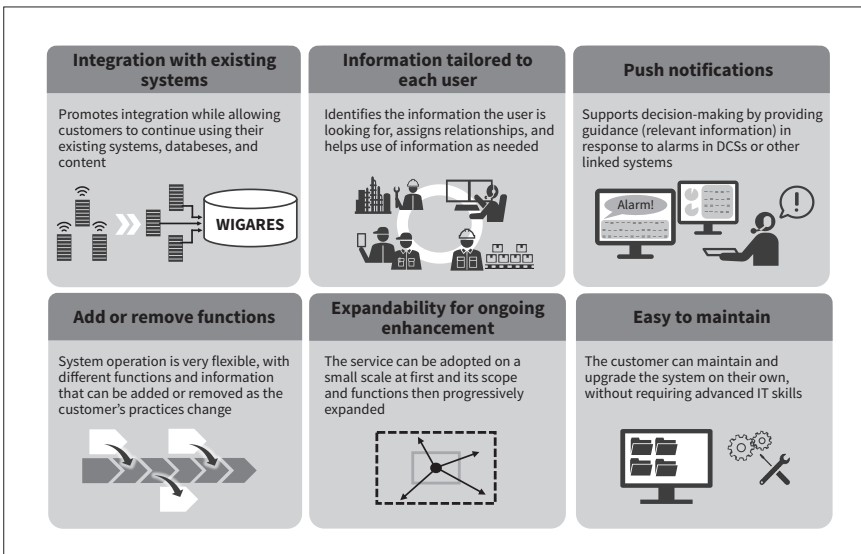 Integration with existing
systems
Promotes integration while allowing
customers to continue using their
existing systems, databeses, and
content
WIGARES
Information tailored to
each user
Identifies the information the user is
looking for, assigns relationships, and
helps use of information as needed
Push notifications
Supports decision-making by providing
guidance (relevant information) in
response to alarms in DCSs or other
linked systems
Alarm!
!
Add or remove functions
System operation is very flexible, with
different functions and information
that can be added or removed as the
customer’s practices change
Expandability for ongoing
enhancement
The service can be adopted on a
small scale at first and its scope
and functions then progressively
expanded
Easy to maintain
The customer can maintain and
upgrade the system on their own,
without requiring advanced IT skills